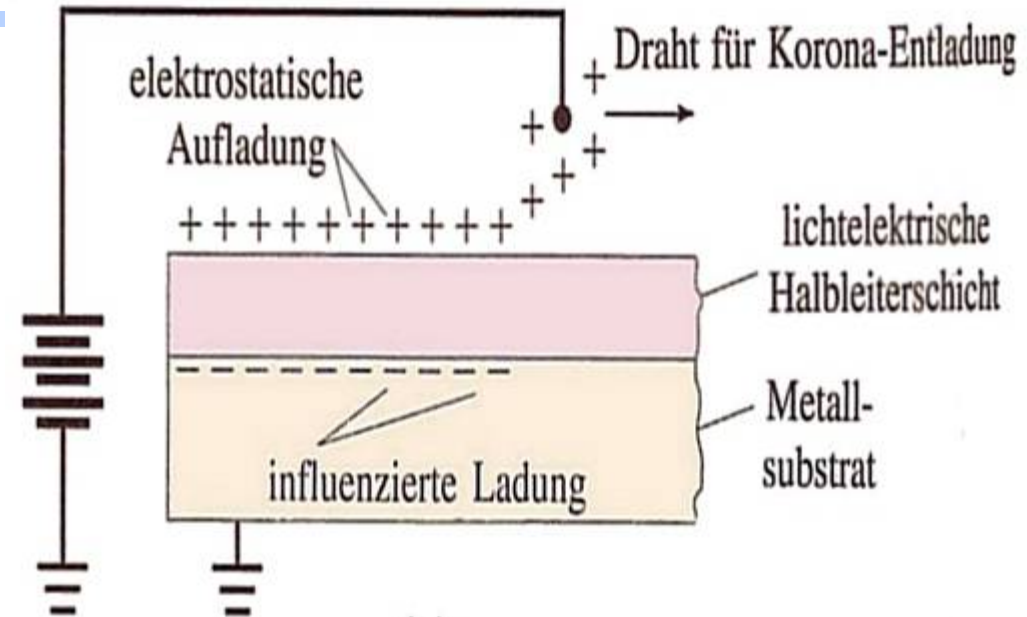 Draht für Korona-Entladung
elektrostatische
Aufladung
lichtelektrische
Halbleiterschicht
Metall-
substrat
influenzierte Ladung